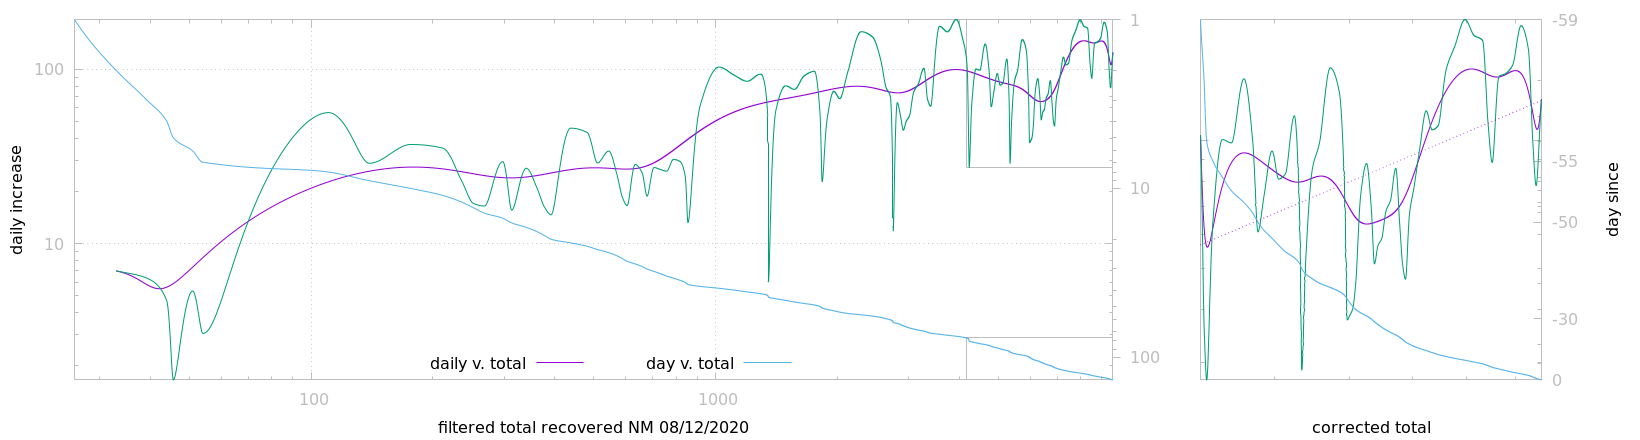 daily increase
100
10
daily v. total
day v. total
100
1000
filtered total recovered NM 08/12/2020
1
10
100
-59
-55
-50
-30
0
day since
corrected total